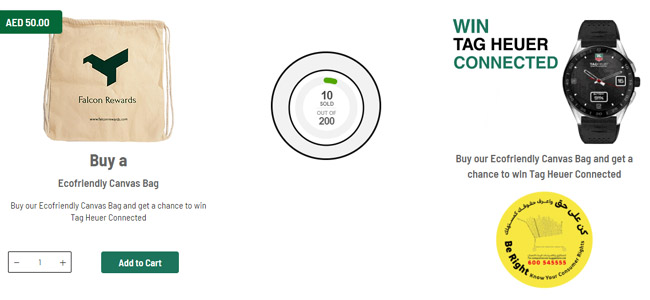 AED 50.00
Falcon Rewards
www.falconrewards.com
Buy a
Ecofriendly Canvas Bag
Buy our Ecofriendly Canvas Bag and get a chance to win
Tag Heuer Connected
- 1 +
Add to Cart
10
SOLD
OUT OF
200
WIN
TAG HEUER
CONNECTED
Buy our Ecofriendly Canvas Bag and get a
chance to win Tag Heuer Connected
كن على حق واعرف حقوقك كمستهلك
600 545555
Be Right Know Your Consumer Rights